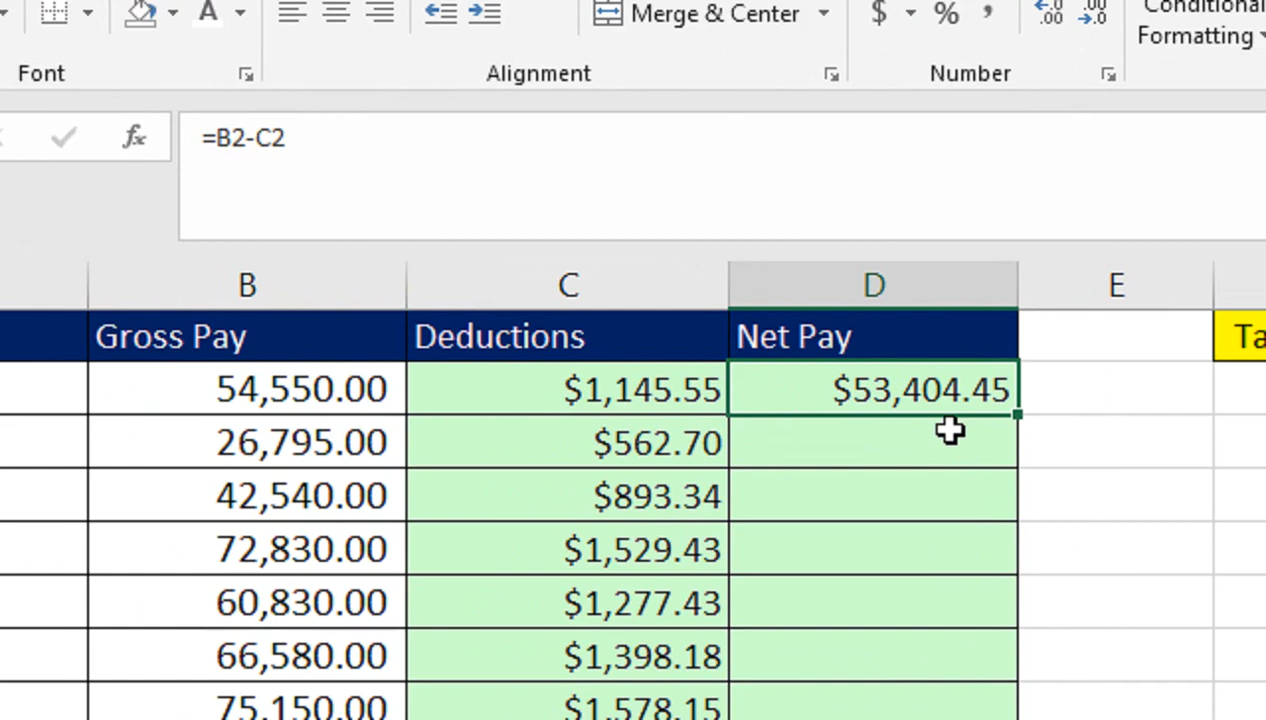 Merge & Center $ % , .00 .00 Conditional
Formatting
Font Alignment Number
fx =B2-C2
B C D E
Gross Pay Deductions Net Pay Ta
54,550.00 $1,145.55 $53,404.45
26,795.00 $562.70
42,540.00 $893.34
72,830.00 $1,529.43
60,830.00 $1,277.43
66,580.00 $1,398.18
75,150.00 $1,578.15